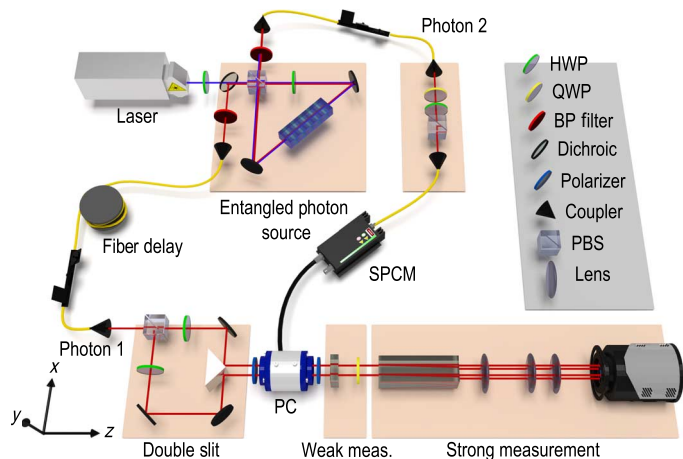 Photon 2
Laser
Entangled photon
source
Fiber delay
SPCM
Photon 1
PC
x
y
z
Double slit
Weak meas.
Strong measurement
HWP
QWP
BP filter
Dichroic
Polarizer
Coupler
PBS
Lens